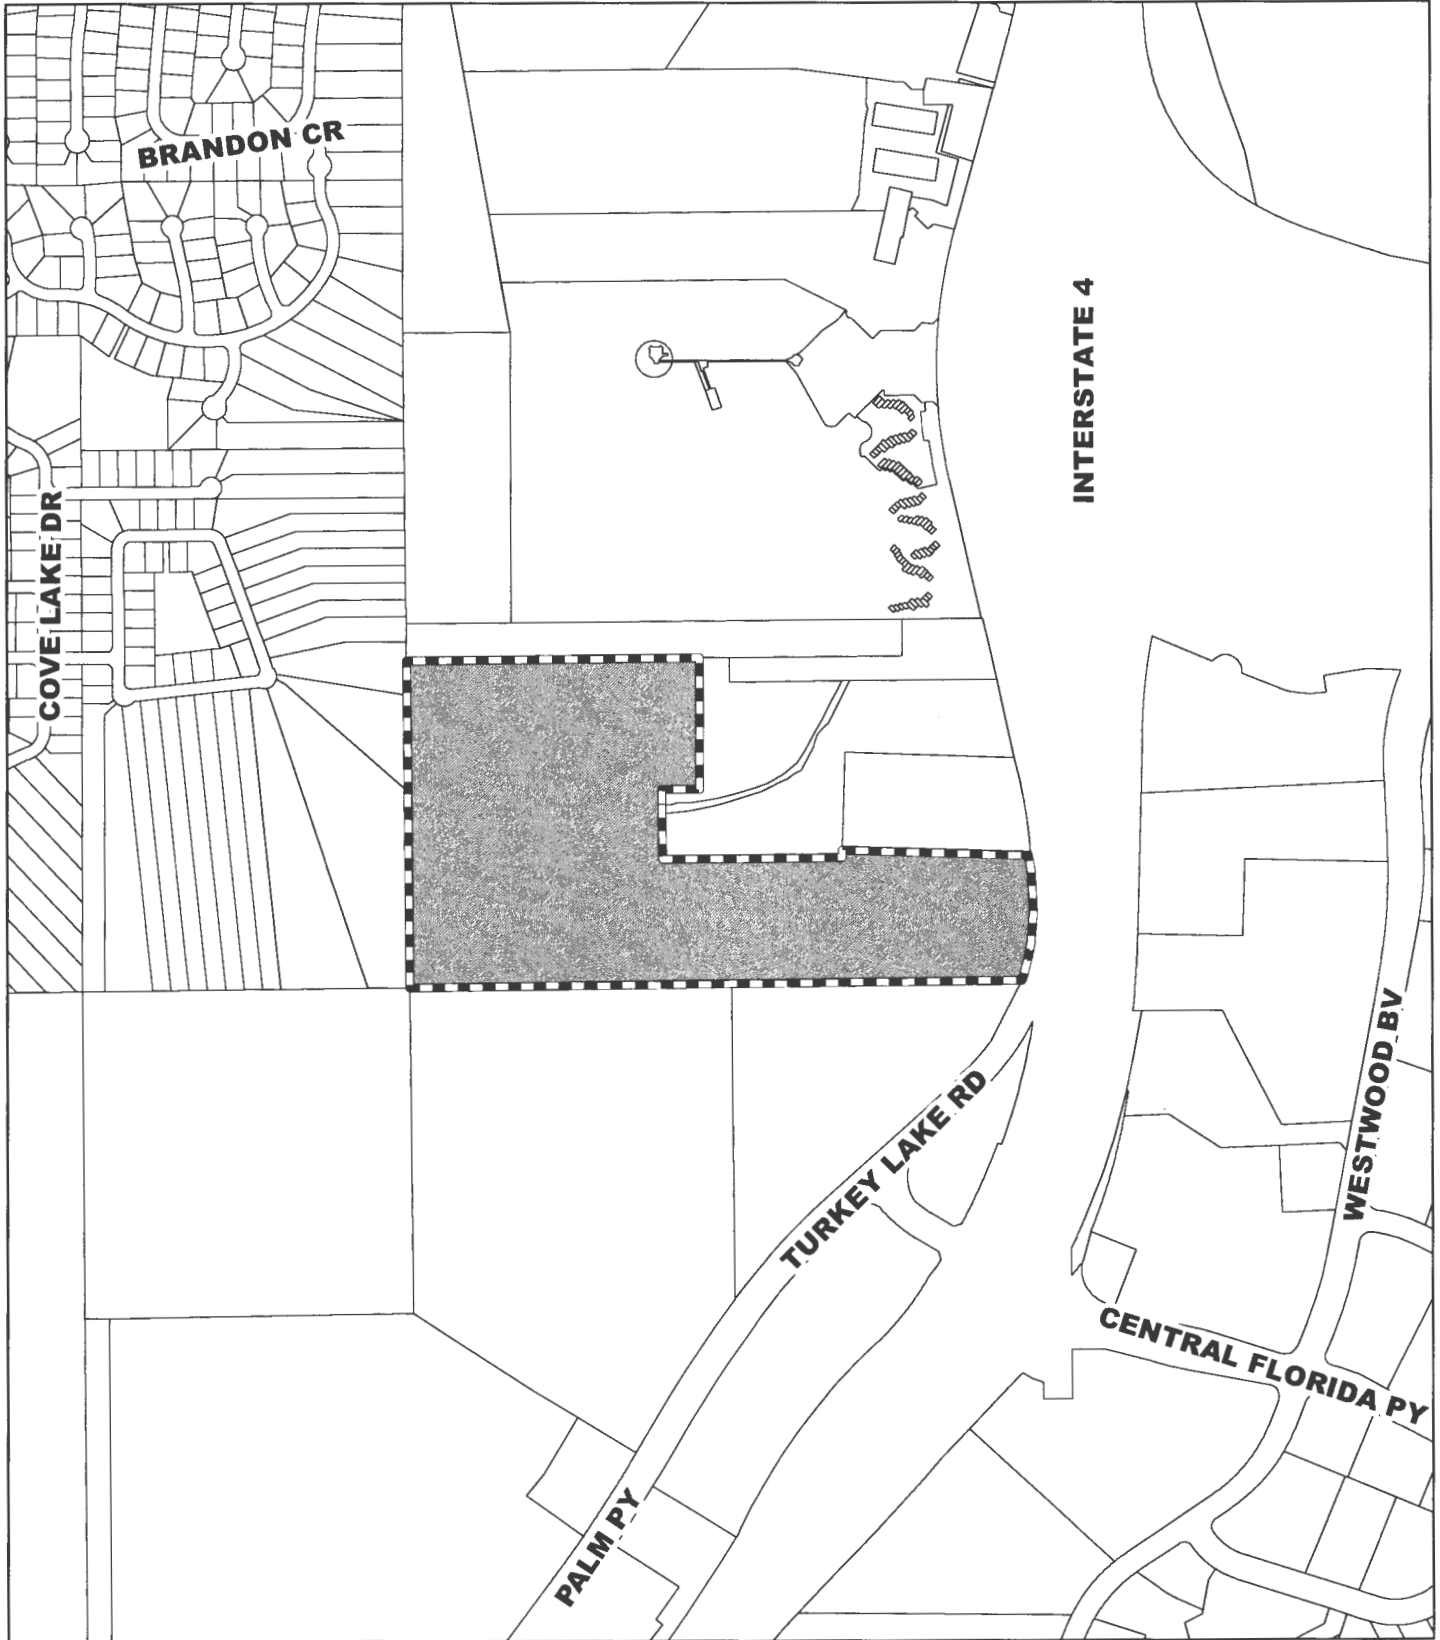 BRANDON CR
INTERSTATE 4
COVE LAKE DR
WESTWOOD BV
TURKEY LAKE RD
CENTRAL FLORIDA PY
PALM PY